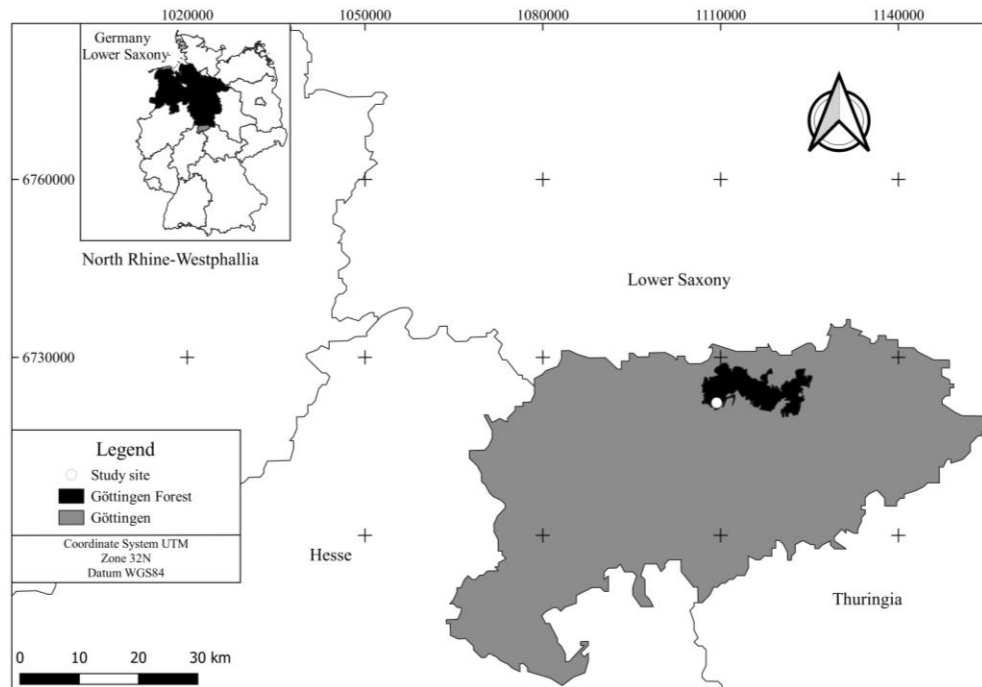 1020000 1050000 1080000 1110000 1140000
Germany
Lower Saxony
6760000
North Rhine-Westphallia
Lower Saxony
6730000
Legend
Study site
Göttingen Forest
Göttingen
Coordinate System UTM
Zone 32N
Datum WGS84
Hesse
Thuringia
0 10 20 30 km